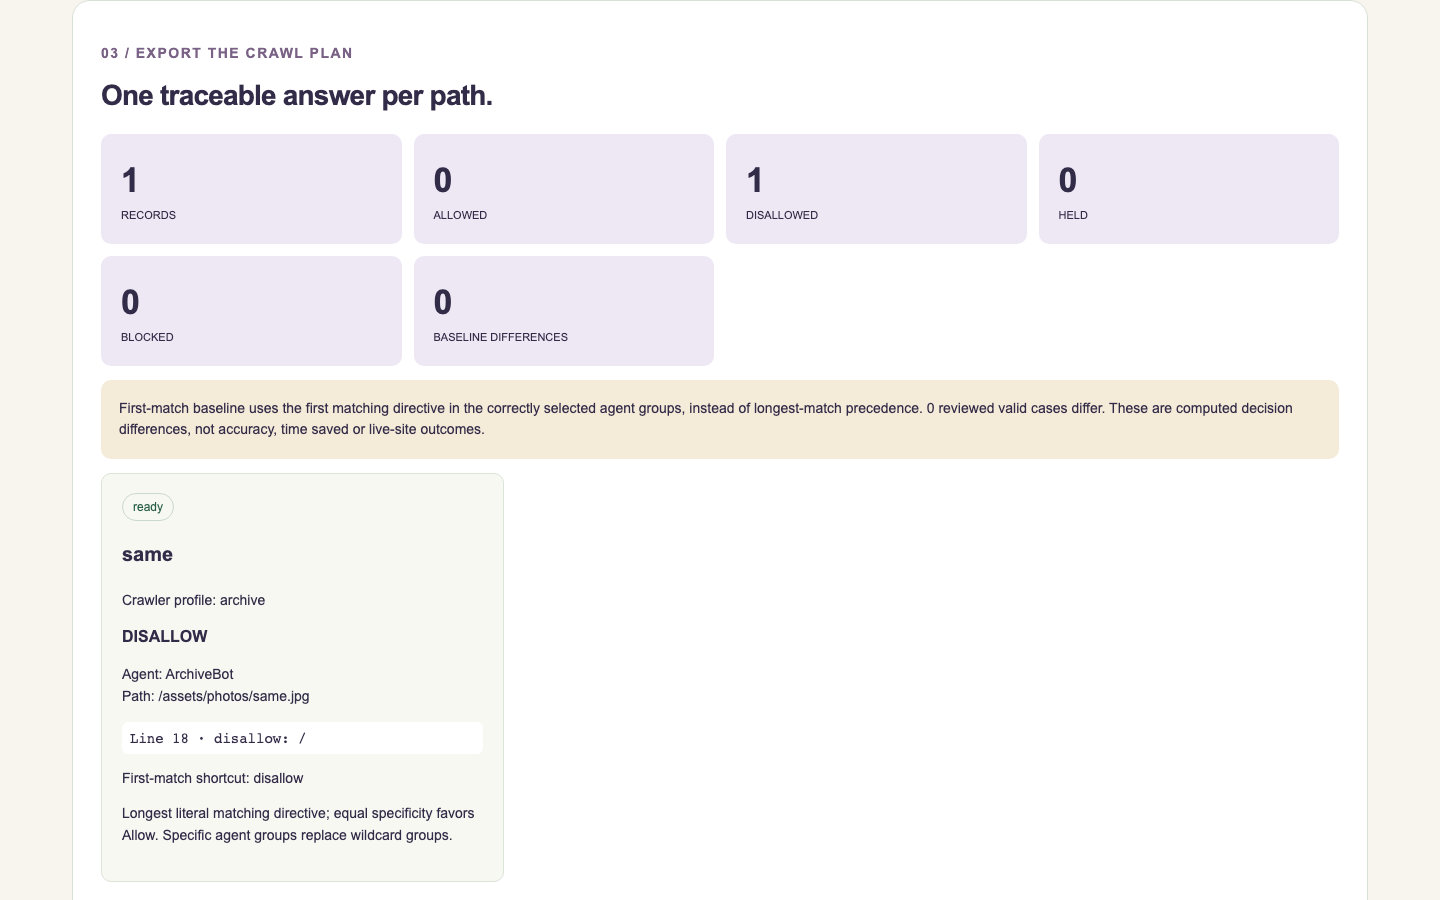 03 / EXPORT THE CRAWL PLAN
One traceable answer per path.
1
RECORDS
0
ALLOWED
1
DISALLOWED
0
HELD
0
BLOCKED
0
BASELINE DIFFERENCES
First-match baseline uses the first matching directive in the correctly selected agent groups, instead of longest-match precedence. 0 reviewed valid cases differ. These are computed decision
differences, not accuracy, time saved or live-site outcomes.
ready
same
Crawler profile: archive
DISALLOW
Agent: ArchiveBot
Path: /assets/photos/same.jpg
Line 18 · disallow: /
First-match shortcut: disallow
Longest literal matching directive; equal specificity favors
Allow. Specific agent groups replace wildcard groups.